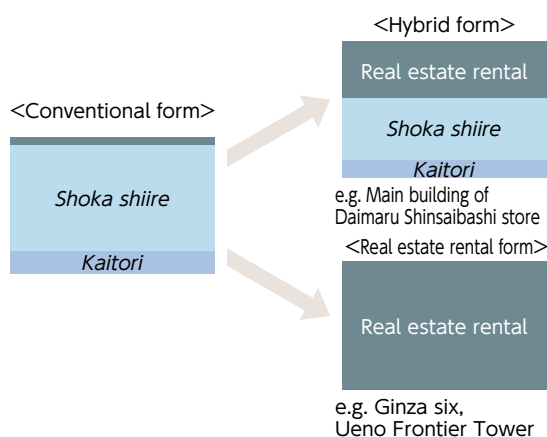 <Conventional form>
Shoka shiire
Kaitori
<Hybrid form>
Real estate rental
Shoka shiire
Kaitori
e.g. Main building of
Daimaru Shinsaibashi store
<Real estate rental form>
Real estate rental
e.g. Ginza six,
Ueno Frontier Tower